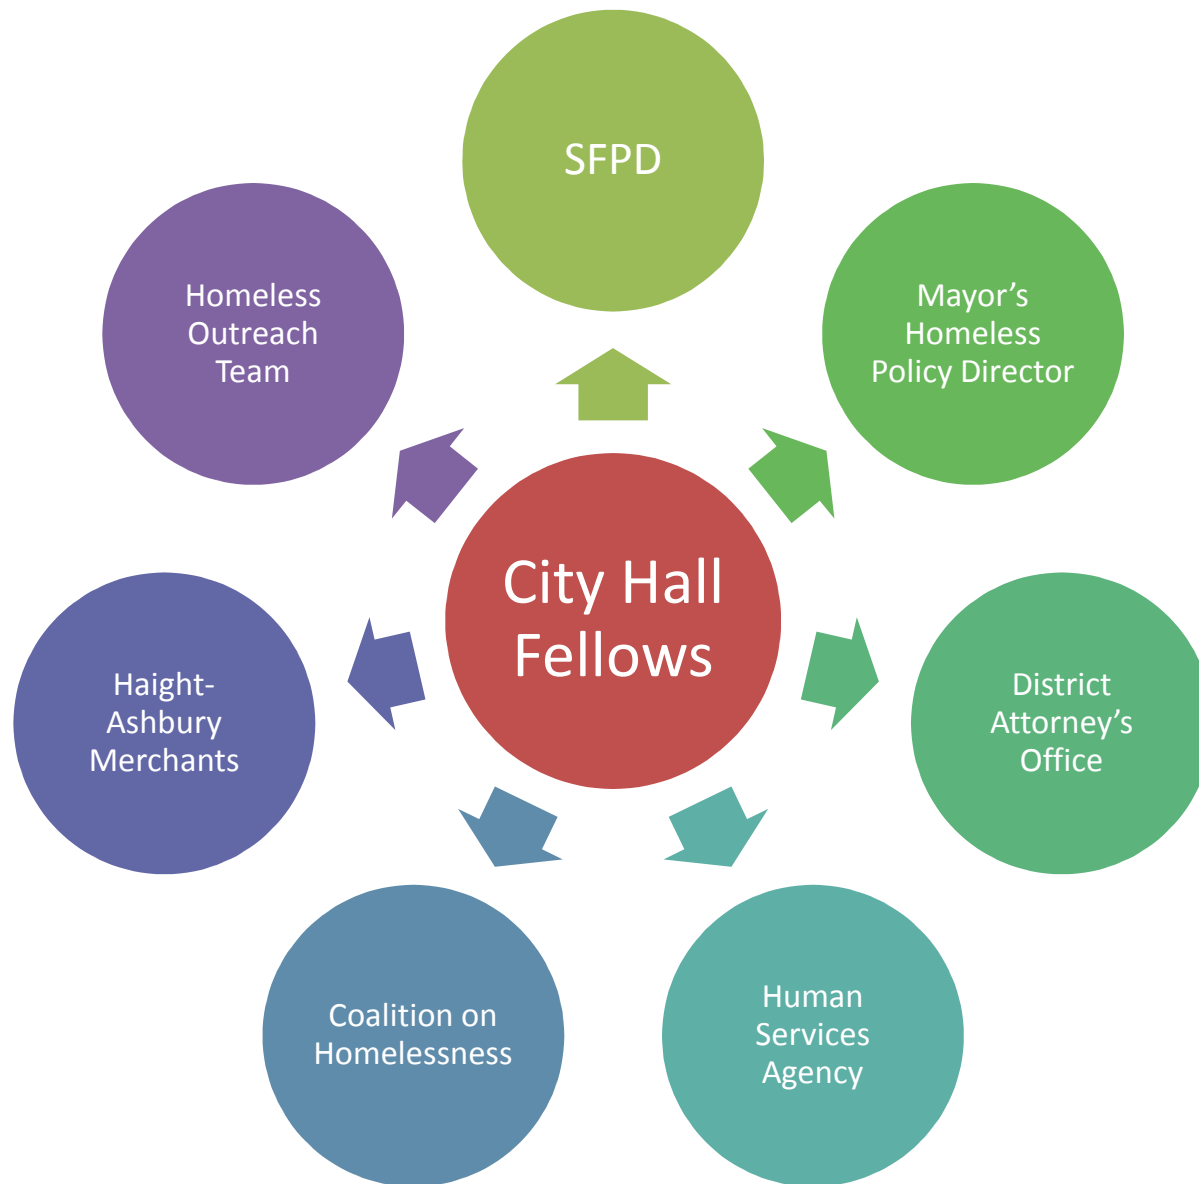 SFPD
Mayor’s
Homeless
Policy Director
District
Attorney’s
Office
Human
Services
Agency
Coalition on
Homelessness
Haight-
Ashbury
Merchants
Homeless
Outreach
Team
City Hall
Fellows